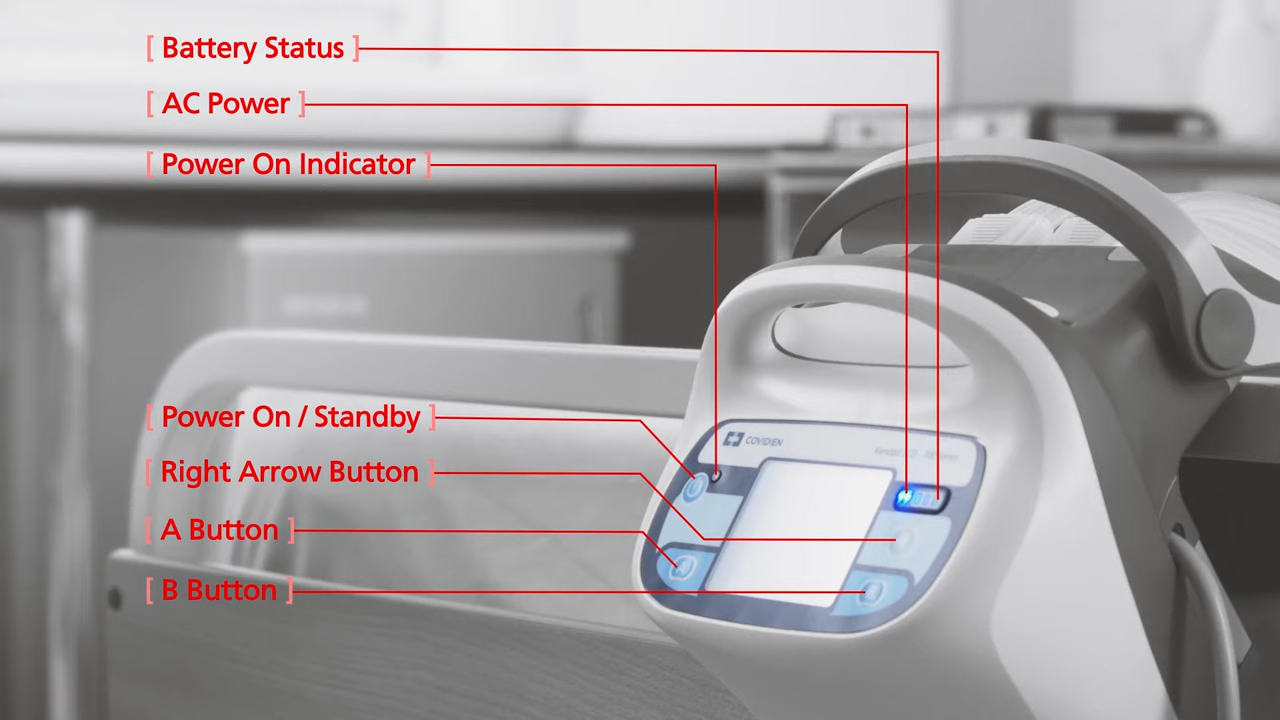 [ Battery Status ]
[ AC Power ]
[ Power On Indicator ]
[ Power On / Standby ]
[ Right Arrow Button ]
[ A Button ]
[ B Button ]
COVIDIEN